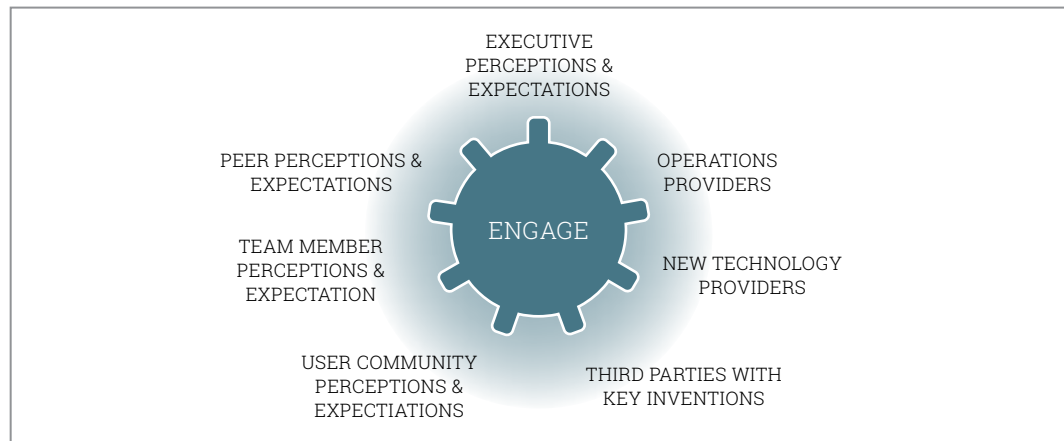 EXECUTIVE
PERCEPTIONS &
EXPECTATIONS
PEER PERCEPTIONS &
EXPECTATIONS
OPERATIONS
PROVIDERS
ENGAGE
TEAM MEMBER
PERCEPTIONS &
EXPECTATION
NEW TECHNOLOGY
PROVIDERS
USER COMMUNITY
PERCEPTIONS &
EXPECTIATIONS
THIRD PARTIES WITH
KEY INVENTIONS